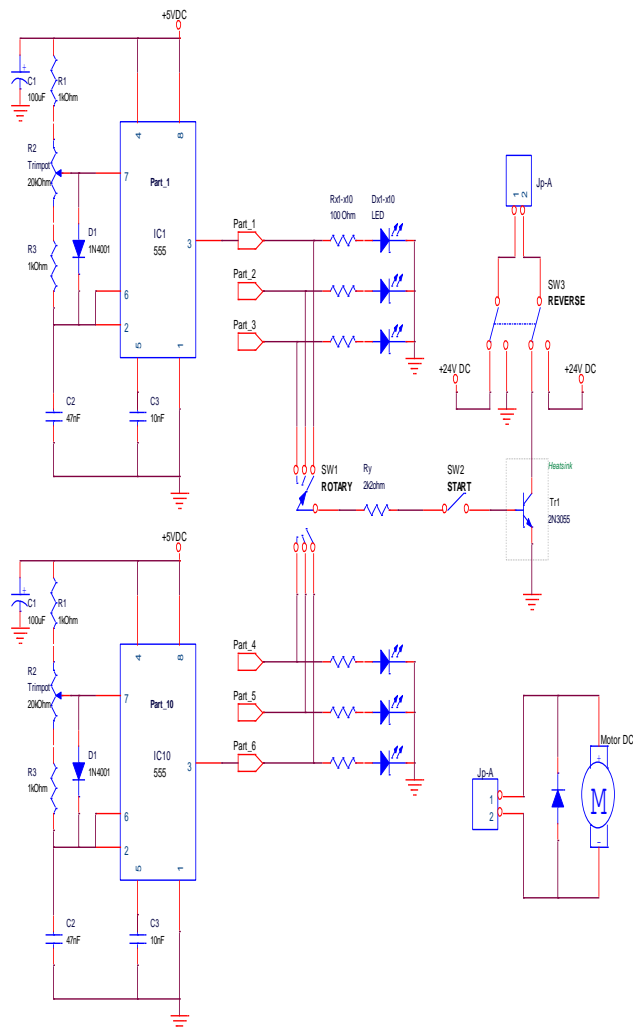 +5VDC
C1
100uF
R1
1kOhm
R2
Trimpot
20kOhm
R3
1kOhm
D1
1N4001
4
8
7
Part_1
IC1
555
3
6
2
5
1
C2
47nF
C3
10nF
Part_1
Part_2
Part_3
Rx1-x10
100 Ohm
Dx1-x10
LED
1
2
Jp-A
SW3
REVERSE
+24V DC
+24V DC
SW1
ROTARY
Ry
2k2ohm
SW2
START
Heatsink
Tr1
2N3055
+5VDC
C1
100uF
R1
1kOhm
R2
Trimpot
20kOhm
R3
1kOhm
D1
1N4001
4
8
7
Part_10
IC10
555
3
6
2
5
1
C2
47nF
C3
10nF
Part_4
Part_5
Part_6
Jp-A
1
2
Motor DC
+
M
-